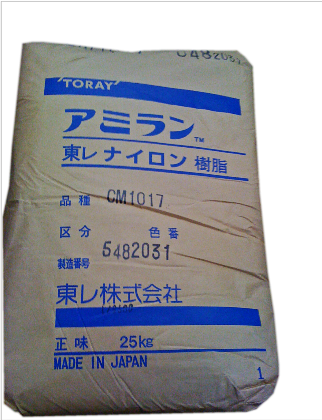 5482031
TORAY
アミラン™
東レ ナイロン 樹脂
品種 CM1017
区分 色番
製造番号 5482031
東レ株式会社
正味 25kg
MADE IN JAPAN
1